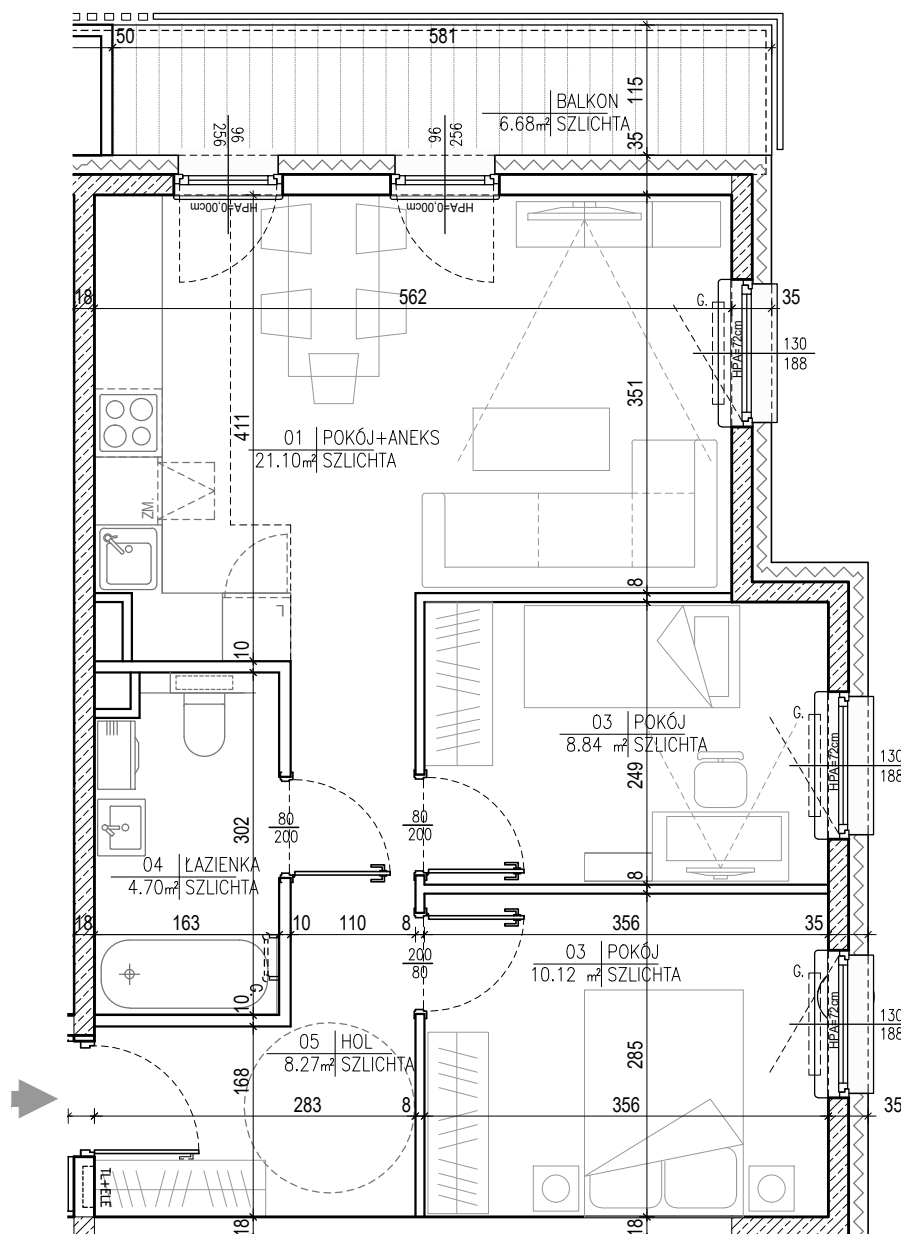 50
581
BALKON
6.68m² SZLICHTA
115
35
96
256
96
256
HPA=0,00cm
HPA=0,00cm
18
562
35
G.
HPA=72cm
130
188
351
411
01 POKÓJ+ANEKS
21.10m² SZLICHTA
ZM.
8
10
03 POKÓJ
8.84 m² SZLICHTA
G.
HPA=72cm
130
188
249
80
200
80
200
302
04 ŁAZIENKA
4.70m² SZLICHTA
8
18
163
10
110
8
356
35
200
80
03 POKÓJ
10.12 m² SZLICHTA
G.
G.
HPA=72cm
130
188
10
05 HOL
8.27m² SZLICHTA
285
168
283
8
356
35
TL+ELE
18
18